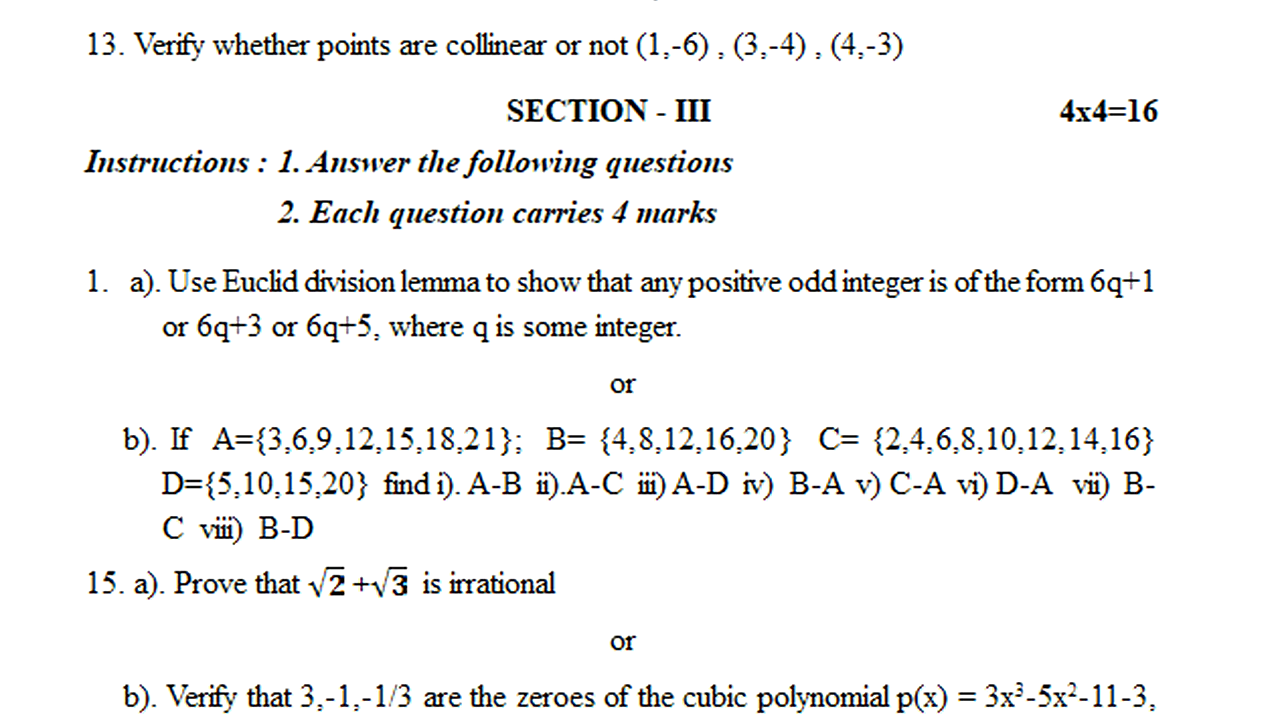 13. Verify whether points are collinear or not (1,-6) , (3,-4) , (4,-3)
SECTION - III 4x4=16
Instructions : 1. Answer the following questions
2. Each question carries 4 marks
1. a). Use Euclid division lemma to show that any positive odd integer is of the form 6q+1
or 6q+3 or 6q+5, where q is some integer.
or
b). If A={3,6,9,12,15,18,21}; B= {4,8,12,16,20} C= {2,4,6,8,10,12,14,16}
D={5,10,15,20} find i). A-B ii).A-C iii) A-D iv) B-A v) C-A vi) D-A vii) B-
C viii) B-D
15. a). Prove that √2 +√3 is irrational
or
b). Verify that 3,-1,-1/3 are the zeroes of the cubic polynomial p(x) = 3x³-5x²-11-3,